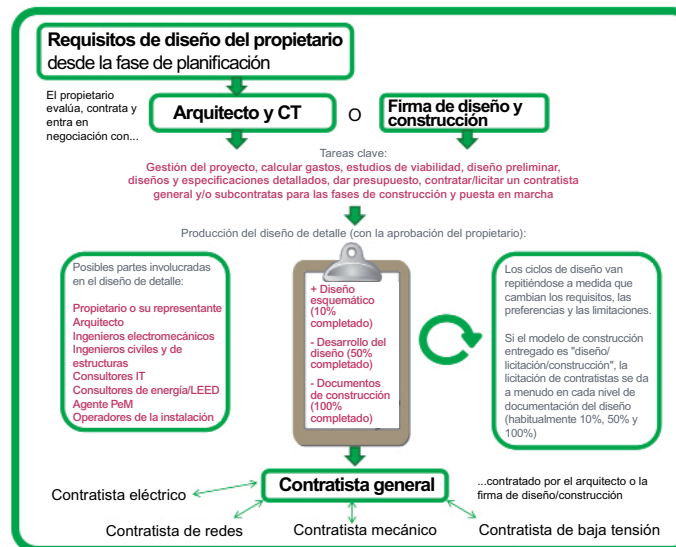 Requisitos de diseño del propietario
desde la fase de planificación
El propietario
evalúa, contrata y
entra en
negociación con...
Arquitecto y CT
O
Firma de diseño y
construcción
Tareas clave:
Gestión del proyecto, calcular gastos, estudios de viabilidad, diseño preliminar,
diseños y especificaciones detallados, dar presupuesto, contratar/licitar un contratista
general y/o subcontratas para las fases de construcción y puesta en marcha
Producción del diseño de detalle (con la aprobación del propietario):
Posibles partes involucradas
en el diseño de detalle:
Propietario o su representante
Arquitecto
Ingenieros electromecánicos
Ingenieros civiles y de
estructuras
Consultores IT
Consultores de energía/LEED
Agente PeM
Operadores de la instalación
+ Diseño
esquemático
(10%
completado)
- Desarrollo del
diseño (50%
completado)
- Documentos
de construcción
(100%
completado)
Los ciclos de diseño van
repitiéndose a medida que
cambian los requisitos, las
preferencias y las limitaciones.
Si el modelo de construcción
entregado es "diseño/
licitación/construcción", la
licitación de contratistas se da
a menudo en cada nivel de
documentación del diseño
(habitualmente 10%, 50% y
100%)
Contratista general
...contratado por el arquitecto o la
firma de diseño/construcción
Contratista eléctrico
Contratista de redes
Contratista mecánico
Contratista de baja tensión